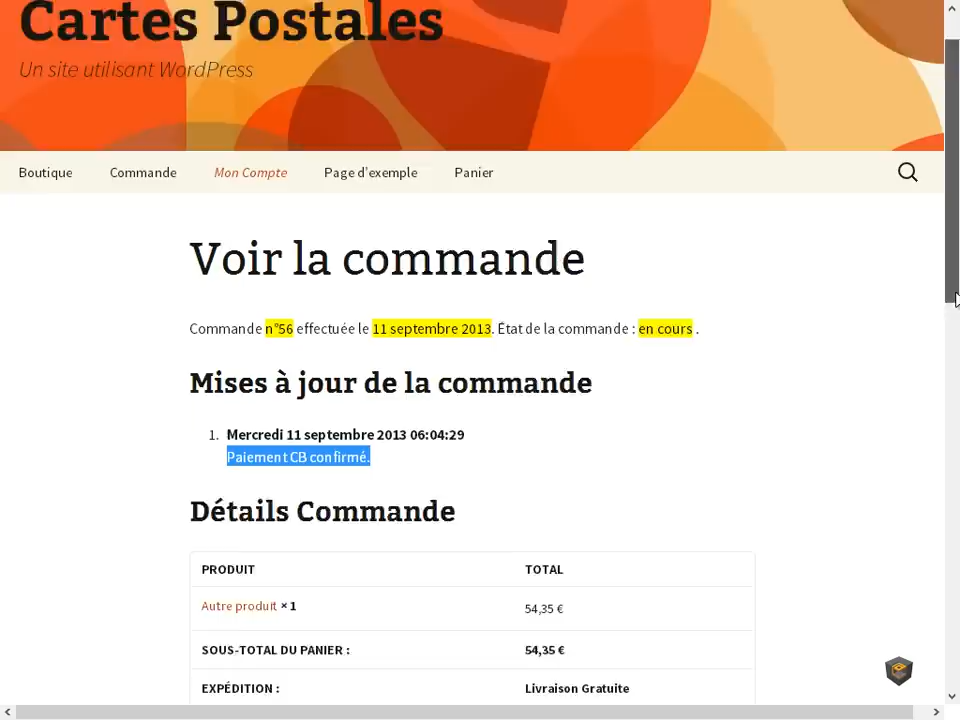 Cartes Postales
Un site utilisant WordPress
Boutique Commande Mon Compte Page d'exemple Panier
Voir la commande
Commande n°56 effectuée le 11 septembre 2013. État de la commande : en cours .
Mises à jour de la commande
1. Mercredi 11 septembre 2013 06:04:29
Paiement CB confirmé.
Détails Commande
PRODUIT TOTAL
Autre produit × 1 54,35 €
SOUS-TOTAL DU PANIER : 54,35 €
EXPÉDITION : Livraison Gratuite